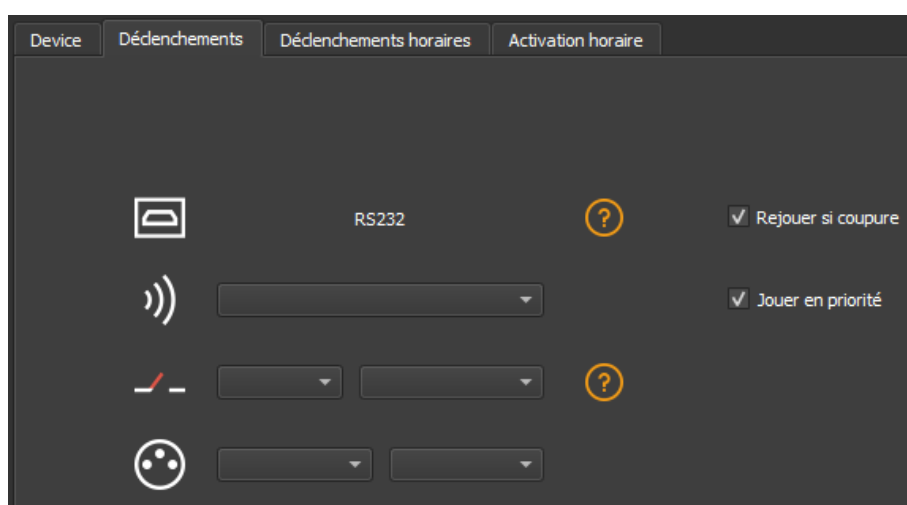 Device
Déclenchements
Déclenchements horaires
Activation horaire
RS232
?
Rejouer si coupure
Jouer en priorité
?